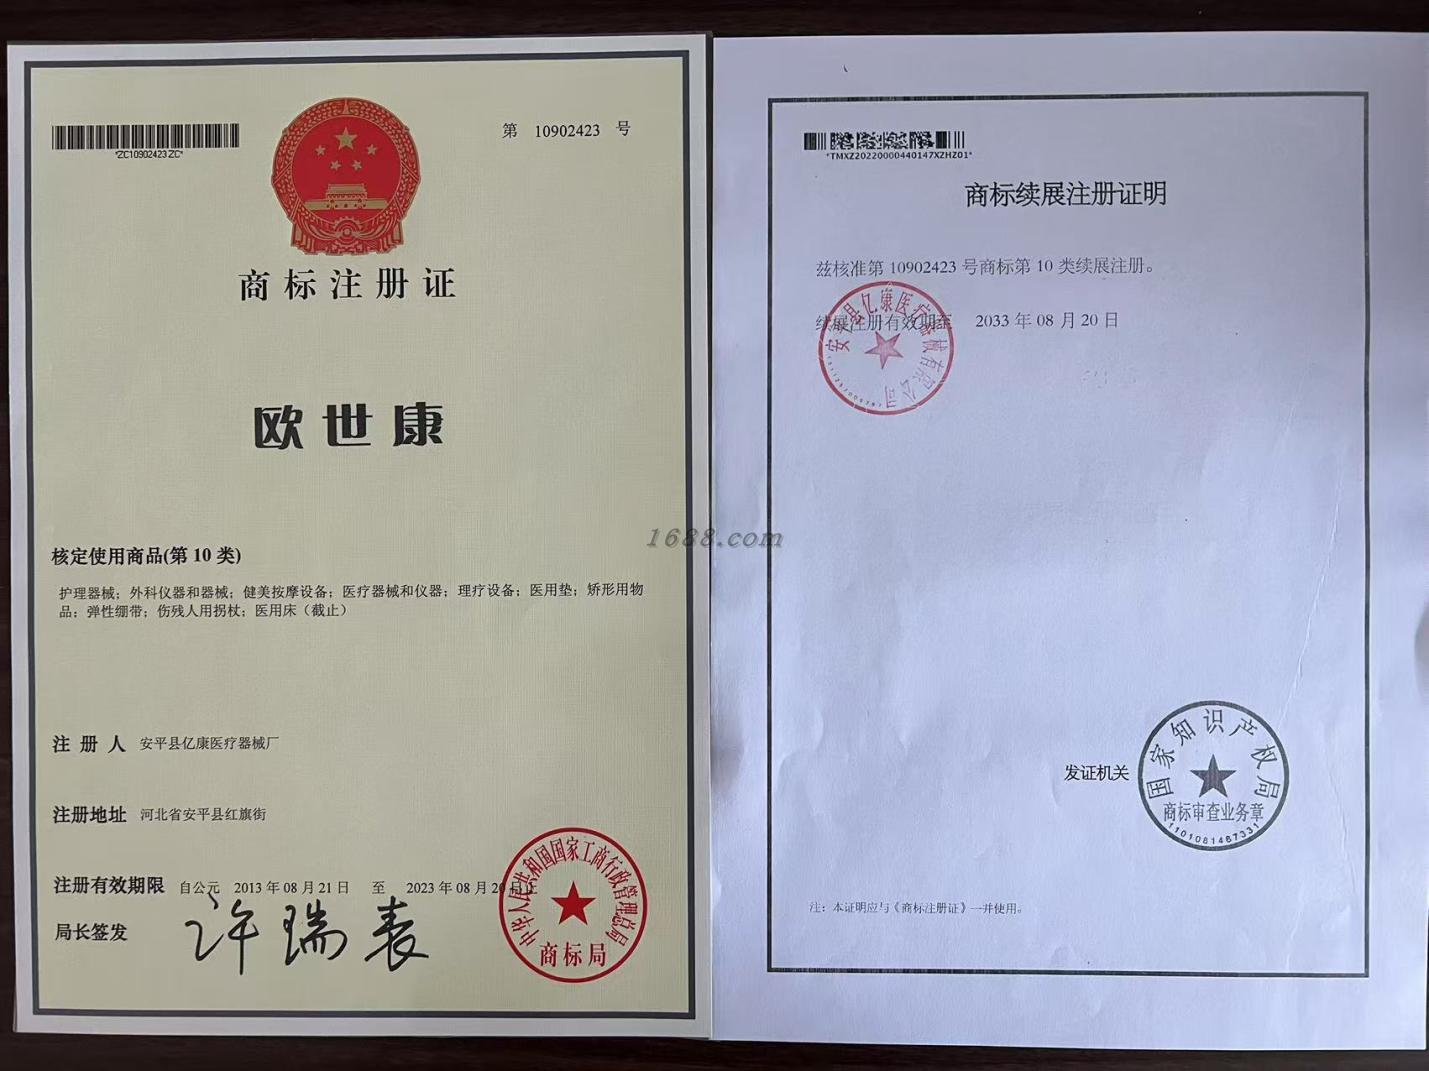 *ZC10902423ZC*
第 10902423 号
商标注册证
欧世康
核定使用商品(第 10 类)
护理器械；外科仪器和器械；健美按摩设备；医疗器械和仪器；理疗设备；医用垫；矫形用物
品；弹性绷带；伤残人用拐杖；医用床（截止）
注 册 人 安平县亿康医疗器械厂
注册地址 河北省安平县红旗街
注册有效期限 自公元 2013 年 08 月 21 日 至 2023 年 08 月 20 日止
局长签发 许瑞表
中华人民共和国国家工商行政管理总局
商标局
*TMXZ20220000440147XZHZ01*
商标续展注册证明
兹核准第 10902423 号商标第 10 类续展注册。
续展注册有效期至 2033 年 08 月 20 日
安平县亿康医疗器械有限公司
发证机关
国家知识产权局
商标审查业务章
1101081467331
注：本证明应与《商标注册证》一并使用。
1688.com